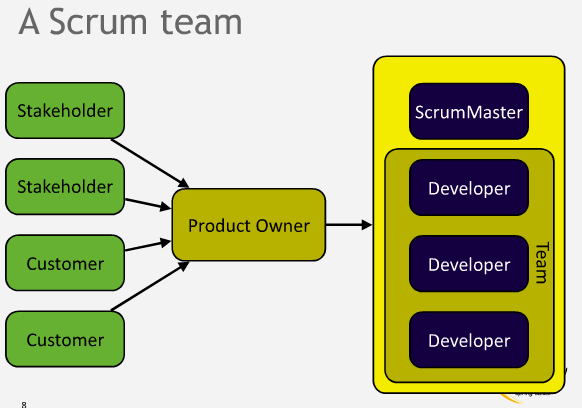 A Scrum team
Stakeholder
Stakeholder
Customer
Customer
Product Owner
ScrumMaster
Developer
Developer
Developer
Team
8